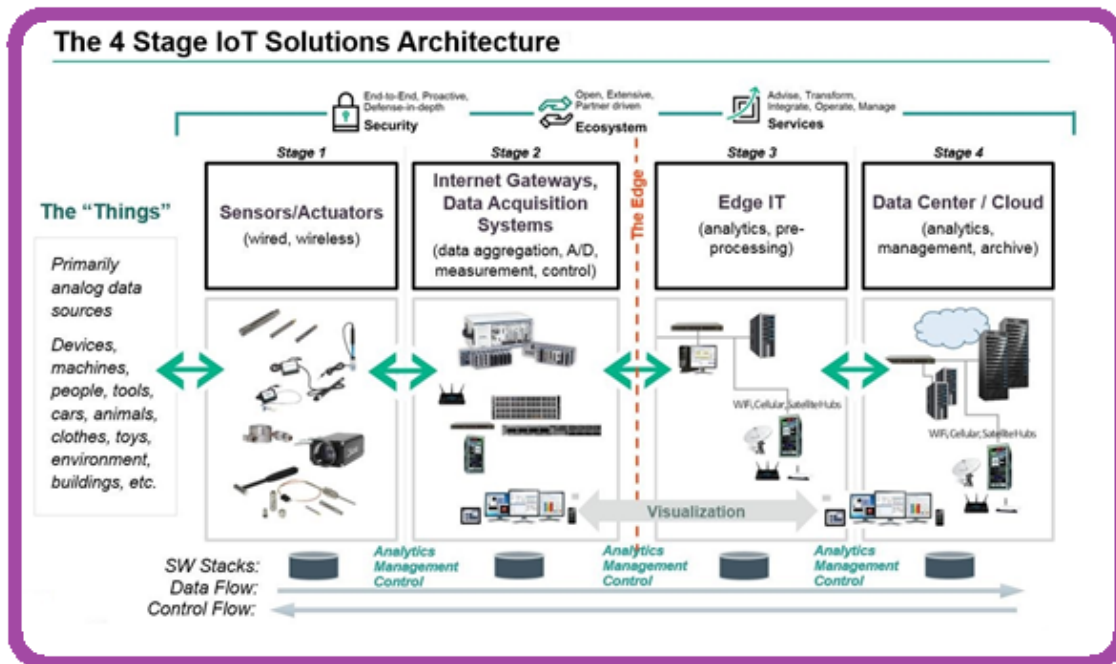 The 4 Stage IoT Solutions Architecture
End-to-End, Proactive,
Defense-in-depth
Security
Open, Extensive,
Partner driven
Ecosystem
Advise, Transform,
Integrate, Operate, Manage
Services
Stage 1
Stage 2
Stage 3
Stage 4
The “Things”
Primarily
analog data
sources
Devices,
machines,
people, tools,
cars, animals,
clothes, toys,
environment,
buildings, etc.
Sensors/Actuators
(wired, wireless)
Internet Gateways,
Data Acquisition
Systems
(data aggregation, A/D,
measurement, control)
The Edge
Edge IT
(analytics, pre-
processing)
Data Center / Cloud
(analytics,
management, archive)
WiFi, Cellular, Satellite Hubs
WiFi, Cellular, Satellite Hubs
Visualization
SW Stacks:
Analytics
Management
Control
Analytics
Management
Control
Analytics
Management
Control
Data Flow:
Control Flow: